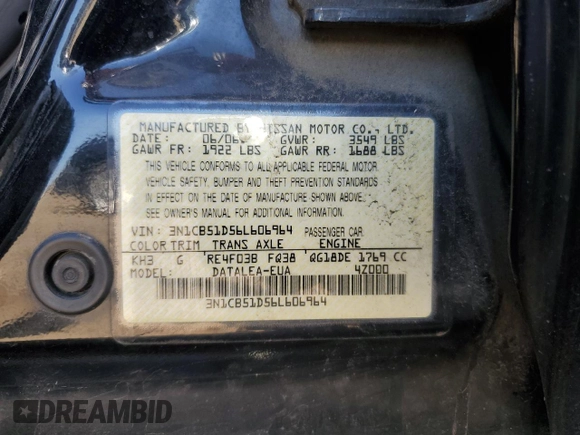 MANUFACTURED BY NISSAN MOTOR CO., LTD.
DATE: 06/06 GVWR: 3549 LBS
GAWR FR: 1922 LBS GAWR RR: 1688 LBS
THIS VEHICLE CONFORMS TO ALL APPLICABLE FEDERAL MOTOR
VEHICLE SAFETY, BUMPER AND THEFT PREVENTION STANDARDS
IN EFFECT ON THE DATE OF MANUFACTURE SHOWN ABOVE.
SEE OWNER'S MANUAL FOR ADDITIONAL INFORMATION.
VIN: 3N1CB51D56L606964 PASSENGER CAR
COLOR TRIM TRANS AXLE ENGINE
KH3 G RE4F03B FQ38 QG18DE 1769 CC
MODEL: DATALEA-EUA 4Z000
3N1CB51D56L606964
DREAMBID